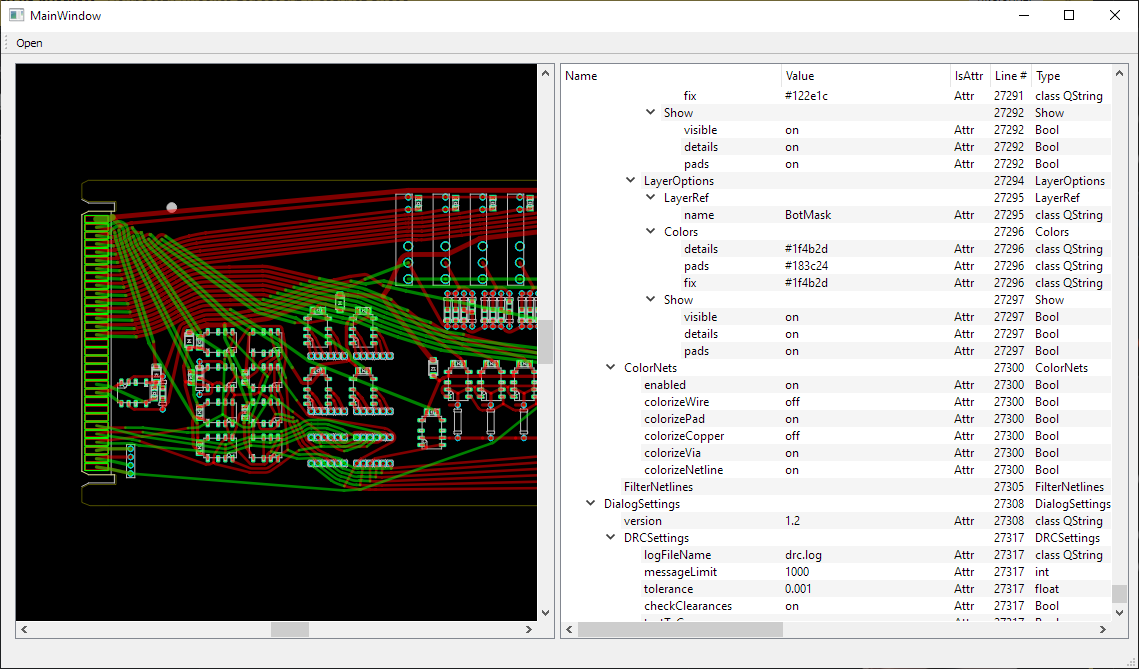 MainWindow
Open
Name Value IsAttr Line # Type
fix #122e1c Attr 27291 class QString
Show 27292 Show
visible on Attr 27292 Bool
details on Attr 27292 Bool
pads on Attr 27292 Bool
LayerOptions 27294 LayerOptions
LayerRef 27295 LayerRef
name BotMask Attr 27295 class QString
Colors 27296 Colors
details #1f4b2d Attr 27296 class QString
pads #183c24 Attr 27296 class QString
fix #1f4b2d Attr 27296 class QString
Show 27297 Show
visible on Attr 27297 Bool
details on Attr 27297 Bool
pads on Attr 27297 Bool
ColorNets 27300 ColorNets
enabled on Attr 27300 Bool
colorizeWire off Attr 27300 Bool
colorizePad on Attr 27300 Bool
colorizeCopper off Attr 27300 Bool
colorizeVia on Attr 27300 Bool
colorizeNetline on Attr 27300 Bool
FilterNetlines 27305 FilterNetlines
DialogSettings 27308 DialogSettings
version 1.2 Attr 27308 class QString
DRCSettings 27317 DRCSettings
logFileName drc.log Attr 27317 class QString
messageLimit 1000 Attr 27317 int
tolerance 0.001 Attr 27317 float
checkClearances on Attr 27317 Bool